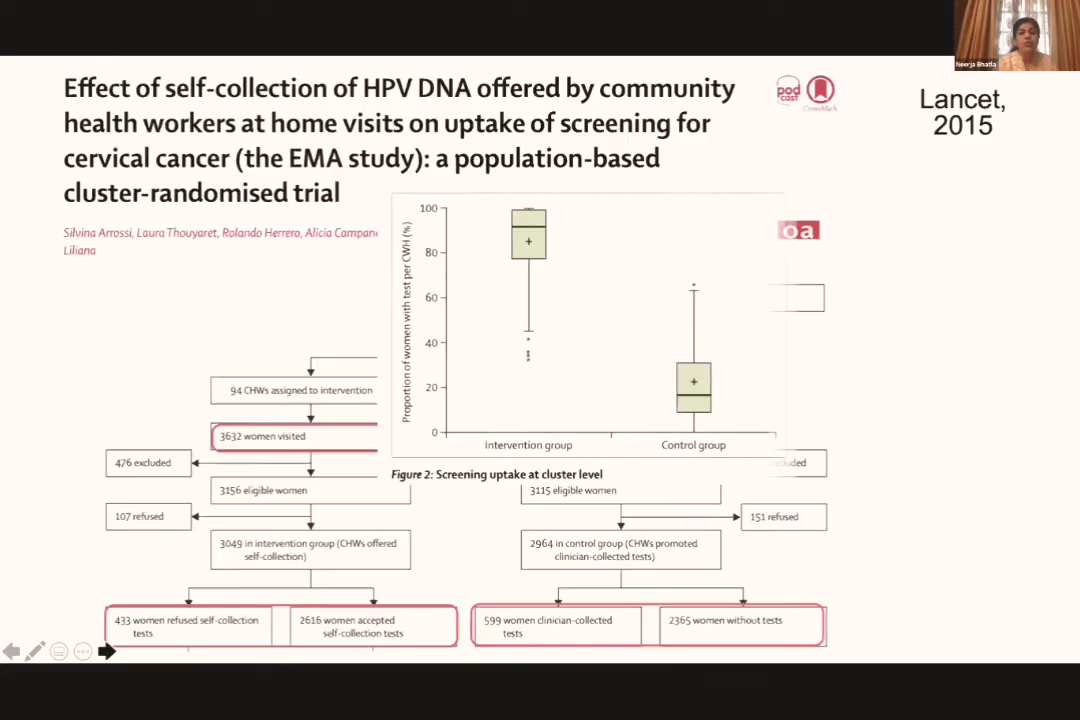 Neerja Bhatla
Effect of self-collection of HPV DNA offered by community
health workers at home visits on uptake of screening for
cervical cancer (the EMA study): a population-based
cluster-randomised trial
pod
cast
CrossMark
Lancet,
2015
Silvina Arrossi, Laura Thouyaret, Rolando Herrero, Alicia Campan
Liliana
oa
Proportion of women with test per CWH (%)
100
80
60
40
20
0
Intervention group
Control group
Figure 2: Screening uptake at cluster level
94 CHWs assigned to intervention
3632 women visited
476 excluded
3156 eligible women
3115 eligible women
107 refused
151 refused
3049 in intervention group (CHWs offered
self-collection)
2964 in control group (CHWs promoted
clinician-collected tests)
433 women refused self-collection
tests
2616 women accepted
self-collection tests
599 women clinician-collected
tests
2365 women without tests